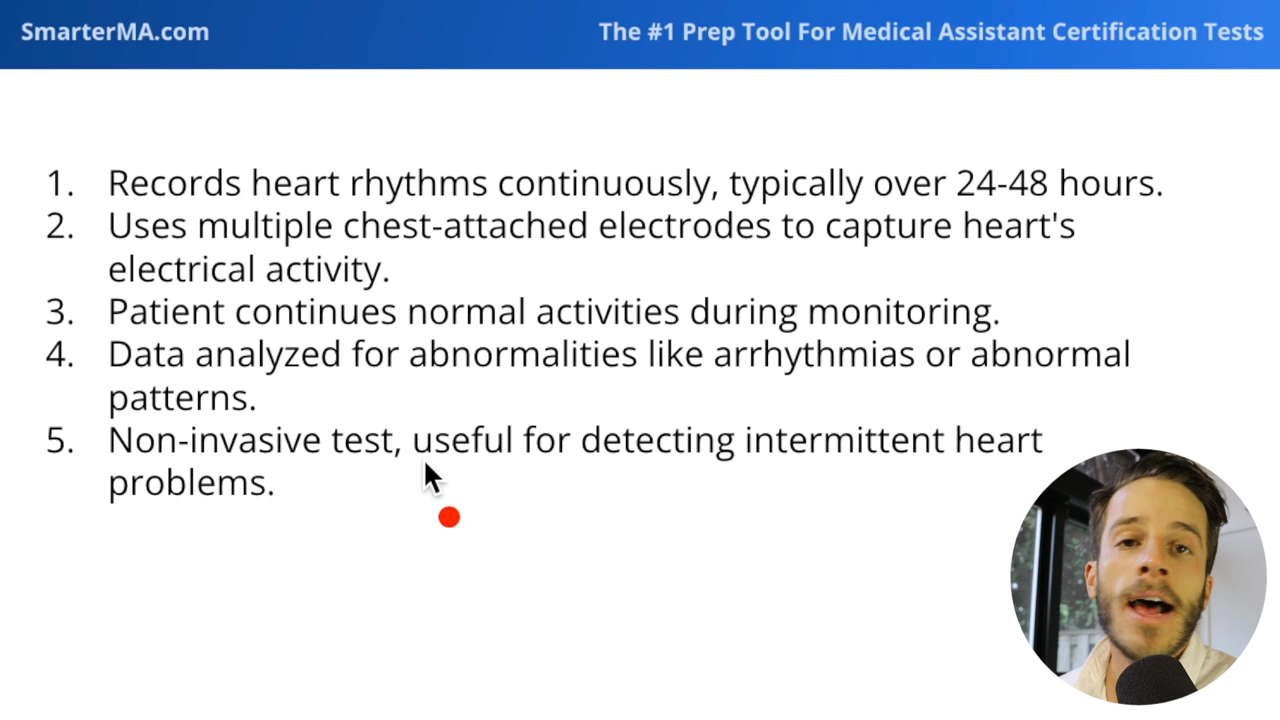 SmarterMA.com
The #1 Prep Tool For Medical Assistant Certification Tests
1. Records heart rhythms continuously, typically over 24-48 hours.
2. Uses multiple chest-attached electrodes to capture heart's
electrical activity.
3. Patient continues normal activities during monitoring.
4. Data analyzed for abnormalities like arrhythmias or abnormal
patterns.
5. Non-invasive test, useful for detecting intermittent heart
problems.